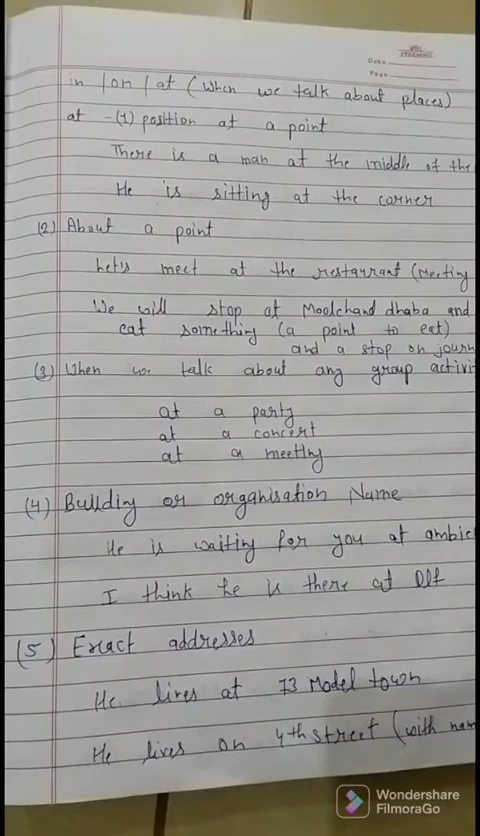 Date
Page
in / on / at (When we talk about places)
at - (1) position at a point
There is a man at the middle of the
He is sitting at the corner
(2) About a point
Let's meet at the restaurant (Meeting
We will stop at Moolchand dhaba and
eat something (a point to eat)
and a stop on journ
(3) When we talk about any group activi
at a party
at a concert
at a meeting
(4) Building or organisation Name
He is waiting for you at ambie
I think he is there at Dlf
(5) Exact addresses
He lives at 73 Model town
He lives on 4th street (with nam
Wondershare
FilmoraGo